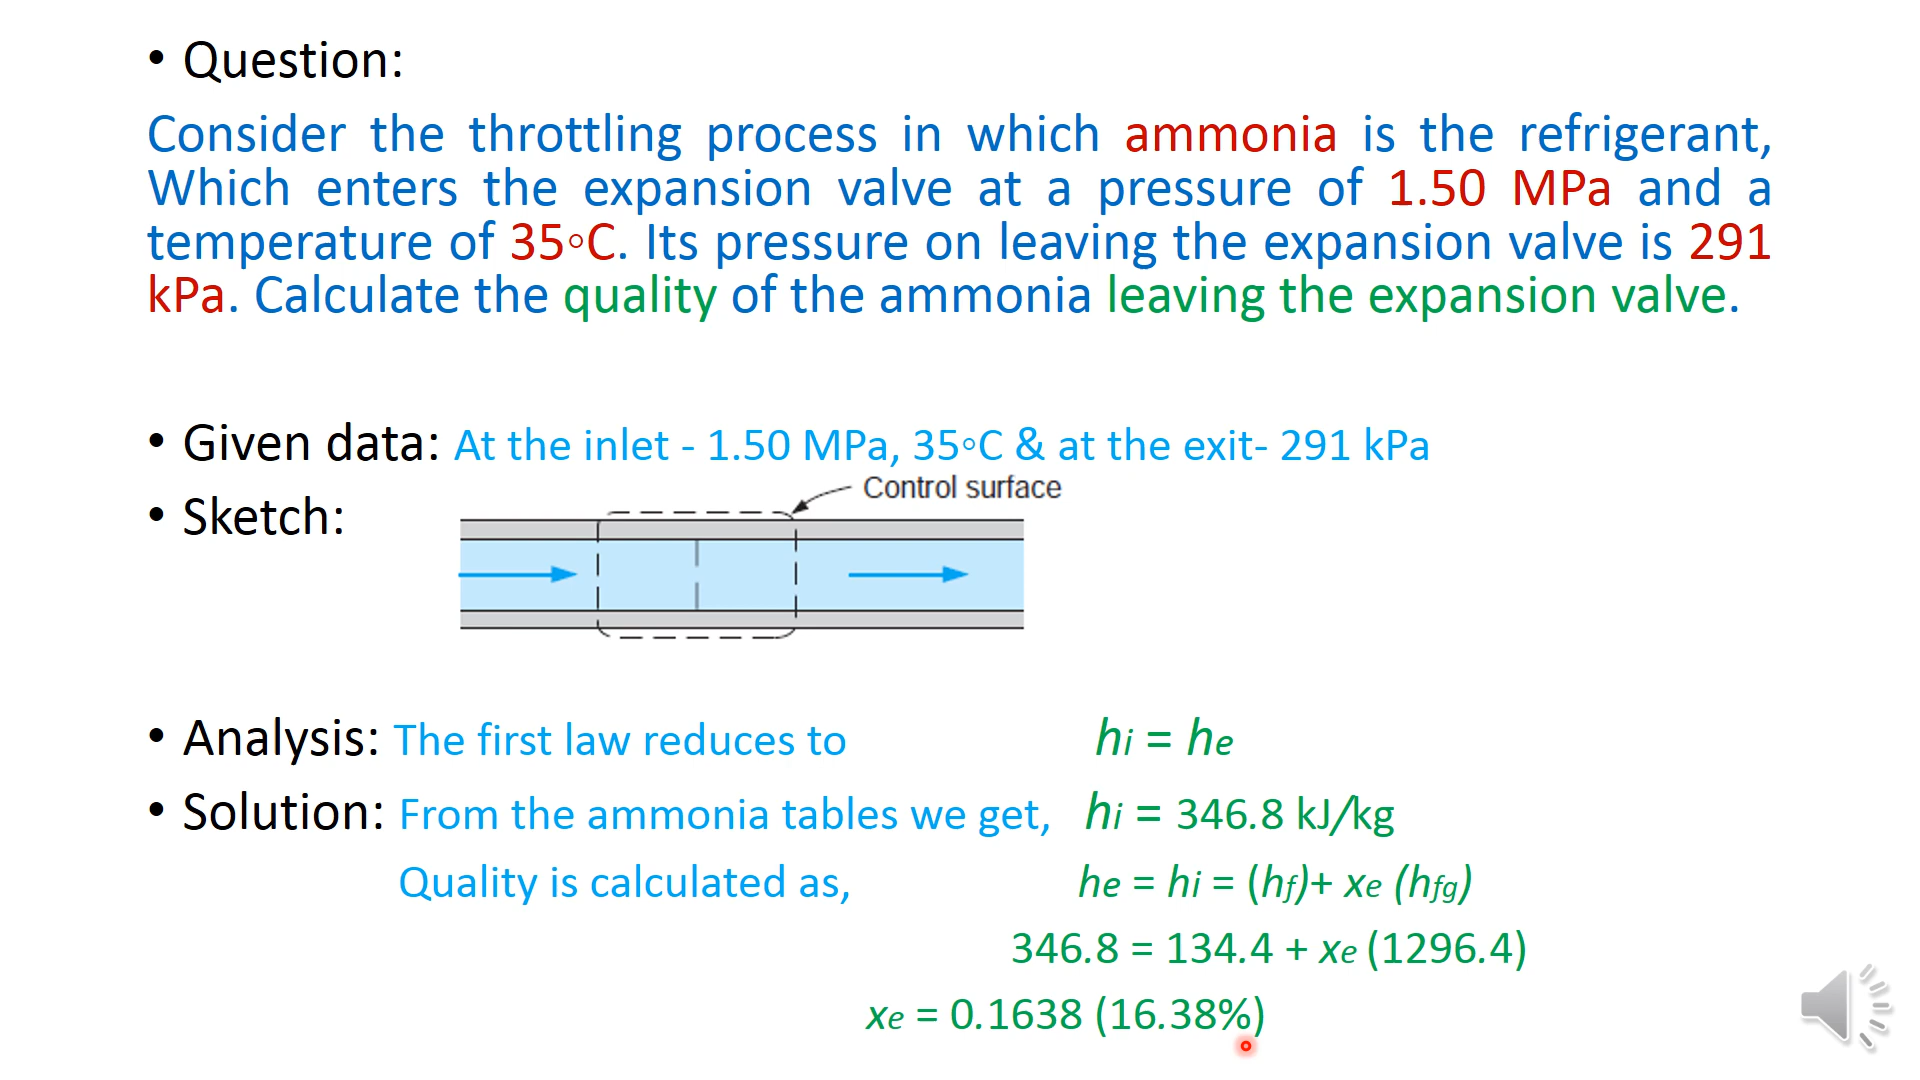 • Question:
Consider the throttling process in which ammonia is the refrigerant,
Which enters the expansion valve at a pressure of 1.50 MPa and a
temperature of 35◦C. Its pressure on leaving the expansion valve is 291
kPa. Calculate the quality of the ammonia leaving the expansion valve.
• Given data: At the inlet - 1.50 MPa, 35◦C & at the exit- 291 kPa
Control surface
• Sketch:
• Analysis: The first law reduces to hi = he
• Solution: From the ammonia tables we get, hi = 346.8 kJ/kg
Quality is calculated as, he = hi = (hf)+ xe (hfg)
346.8 = 134.4 + xe (1296.4)
xe = 0.1638 (16.38%)